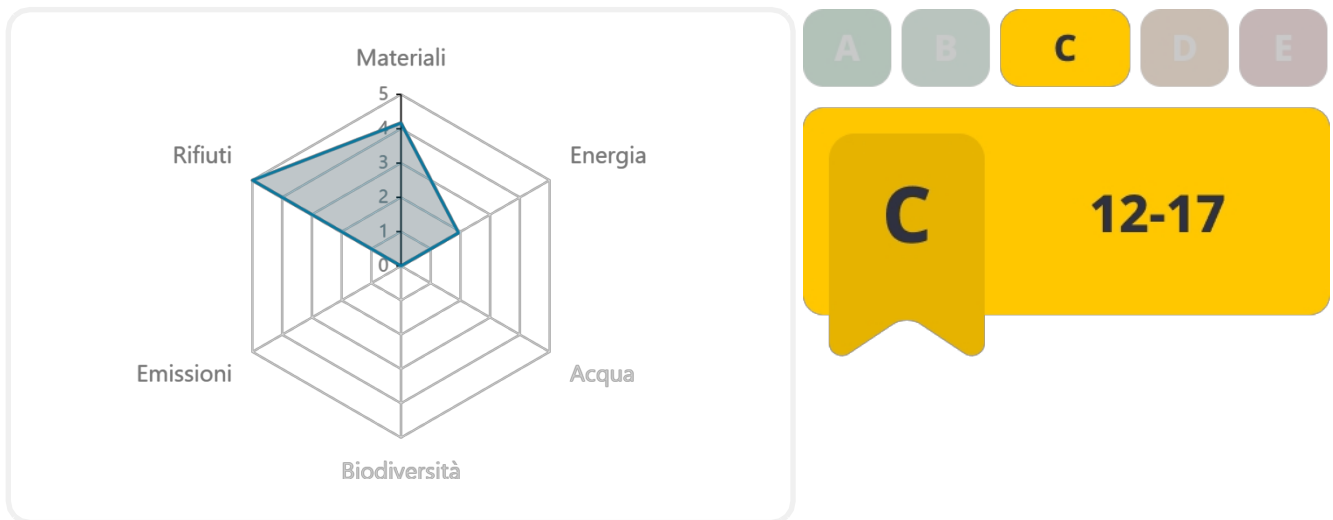 Materiali
5
4
3
2
1
0
Rifiuti
Energia
Emissioni
Acqua
Biodiversità
A B C D E
C 12-17